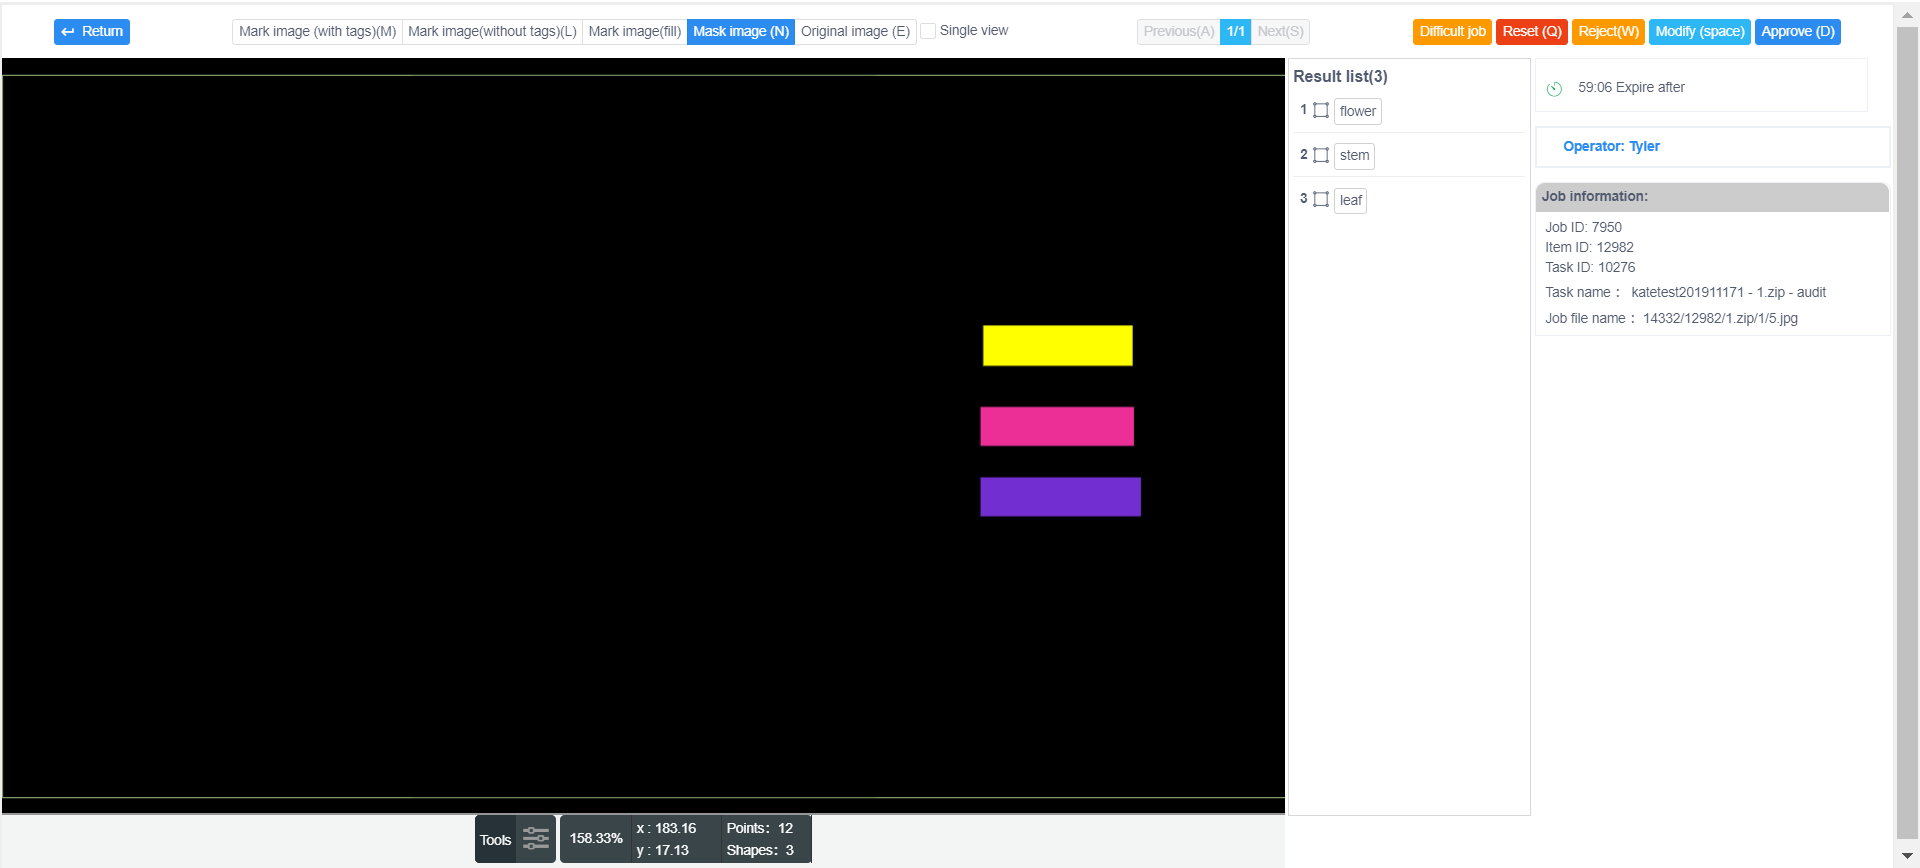 Return
Mark image (with tags)(M) Mark image(without tags)(L) Mark image(fill) Mask image (N) Original image (E) Single view
Previous(A) 1/1 Next(S)
Difficult job Reset (Q) Reject(W) Modify (space) Approve (D)
Result list(3)
1 flower
2 stem
3 leaf
59:06 Expire after
Operator: Tyler
Job information:
Job ID: 7950
Item ID: 12982
Task ID: 10276
Task name： katetest201911171 - 1.zip - audit
Job file name： 14332/12982/1.zip/1/5.jpg
Tools
158.33%
x : 183.16
y : 17.13
Points： 12
Shapes： 3